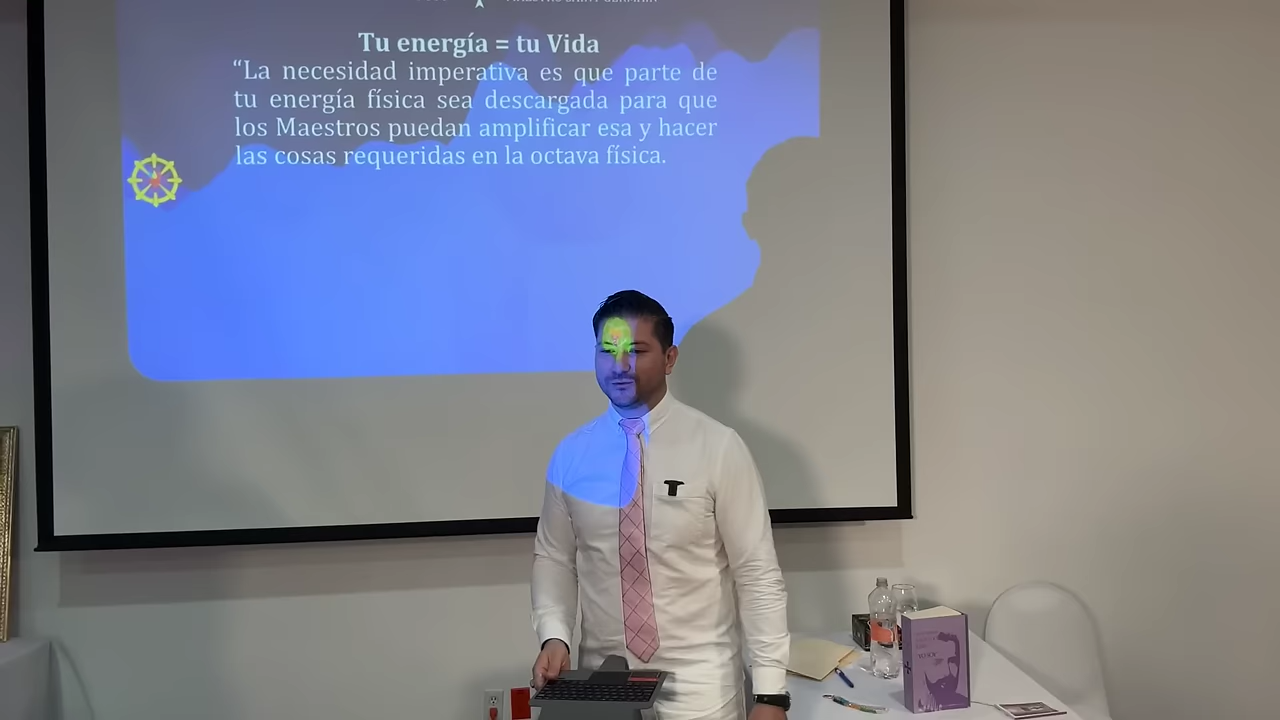 Tu energía = tu Vida
“La necesidad imperativa es que parte de
tu energía física sea descargada para que
los Maestros puedan amplificar esa y hacer
las cosas requeridas en la octava física.